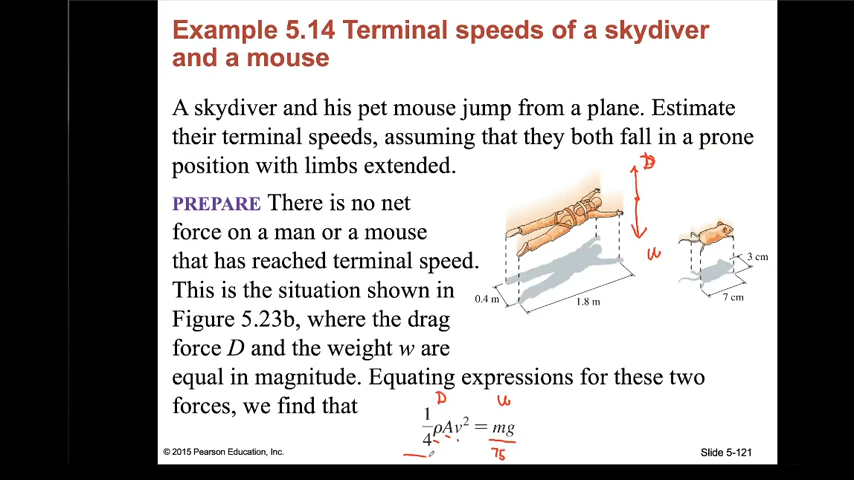 Example 5.14 Terminal speeds of a skydiver
and a mouse
A skydiver and his pet mouse jump from a plane. Estimate
their terminal speeds, assuming that they both fall in a prone
position with limbs extended.
PREPARE There is no net
force on a man or a mouse
that has reached terminal speed.
This is the situation shown in
Figure 5.23b, where the drag
force D and the weight w are
equal in magnitude. Equating expressions for these two
forces, we find that
D
w
0.4 m
1.8 m
3 cm
7 cm
D w
1/4 ρAv² = mg
75
© 2015 Pearson Education, Inc.
Slide 5-121